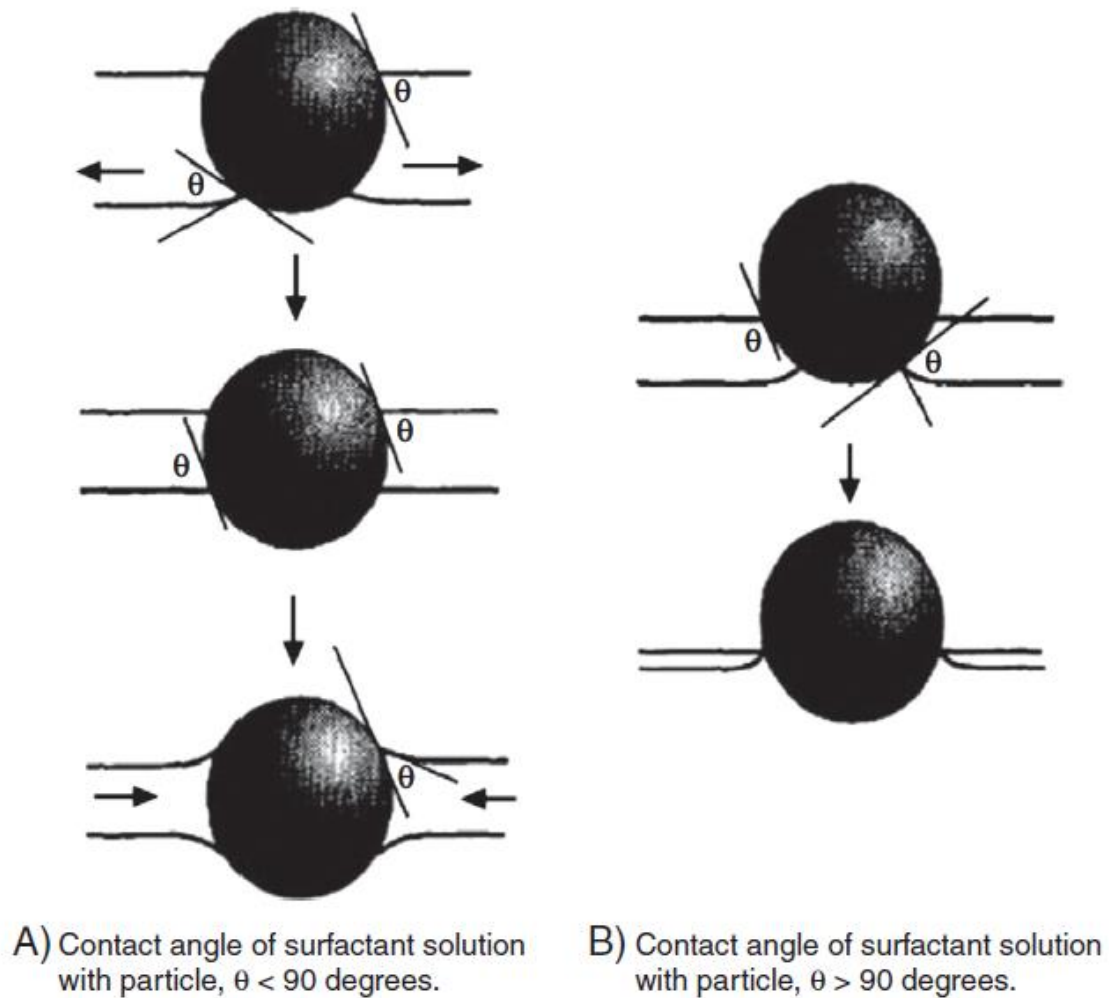 θ
θ
θ
θ
θ
θ
θ
A) Contact angle of surfactant solution
with particle, θ < 90 degrees.
B) Contact angle of surfactant solution
with particle, θ > 90 degrees.